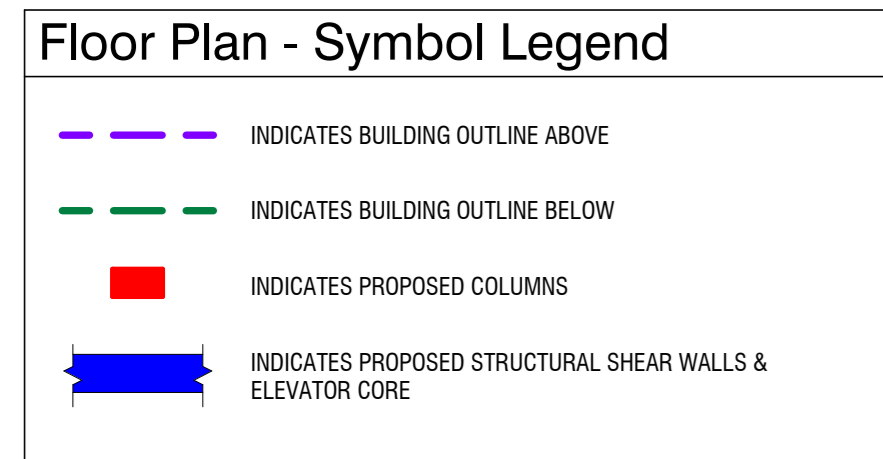 Floor Plan - Symbol Legend
INDICATES BUILDING OUTLINE ABOVE
INDICATES BUILDING OUTLINE BELOW
INDICATES PROPOSED COLUMNS
INDICATES PROPOSED STRUCTURAL SHEAR WALLS &
ELEVATOR CORE